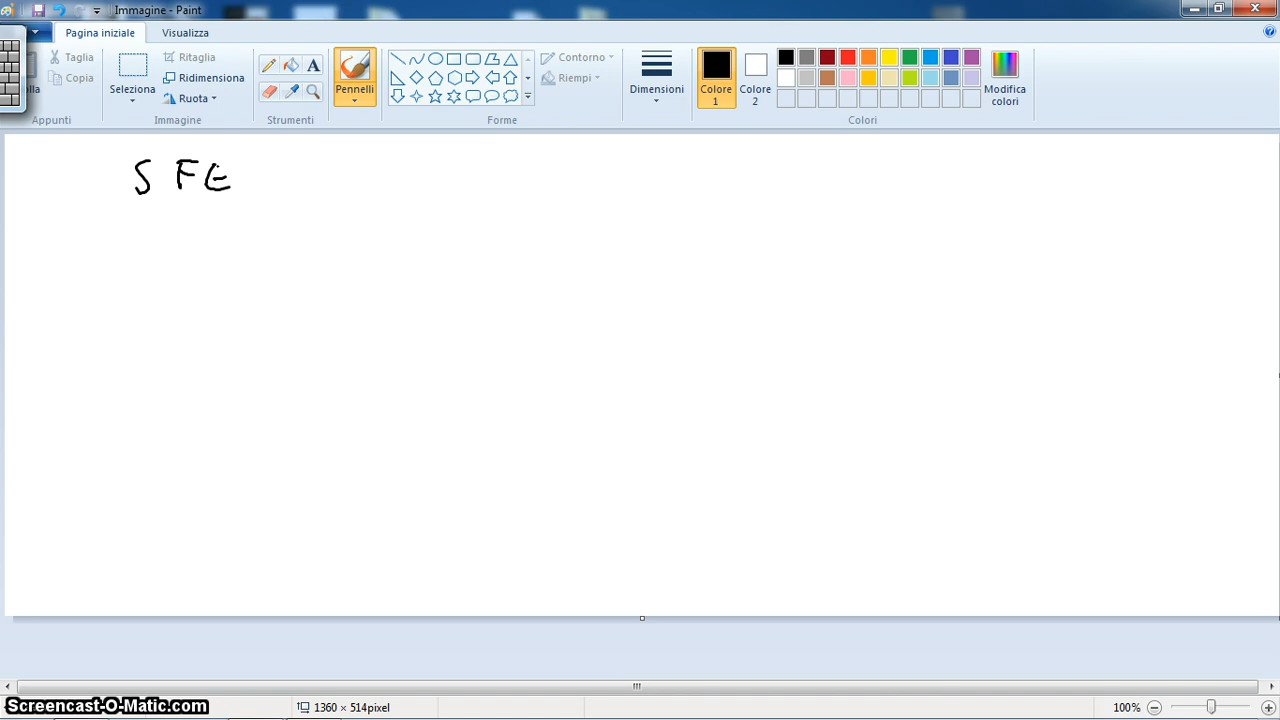 Immagine - Paint
Pagina iniziale Visualizza
Taglia
Copia
Appunti
Seleziona
Ritaglia
Ridimensiona
Ruota
Immagine
A
Strumenti
Pennelli
Contorno
Riempi
Forme
Dimensioni
Colore
1
Colore
2
Modifica
colori
Colori
S F E
1360 × 514pixel
100%
Screencast-O-Matic.com